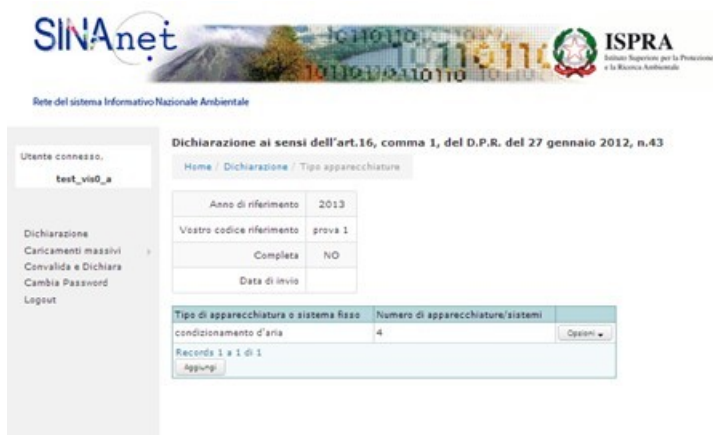 SINAnet
ISPRA
Istituto Superiore per la Protezione
e la Ricerca Ambientale
Rete del sistema Informativo Nazionale Ambientale
Utente connesso,
test_vis0_a
Dichiarazione
Caricamenti massivi
Convalida e Dichiara
Cambia Password
Logout
Dichiarazione ai sensi dell'art.16, comma 1, del D.P.R. del 27 gennaio 2012, n.43
Home / Dichiarazione / Tipo apparecchiature
Anno di riferimento 2013
Vostro codice riferimento prova 1
Completa NO
Data di invio
Tipo di apparecchiatura o sistema fisso Numero di apparecchiature/sistemi
condizionamento d'aria 4 Opzioni
Records 1 a 1 di 1
Aggiungi